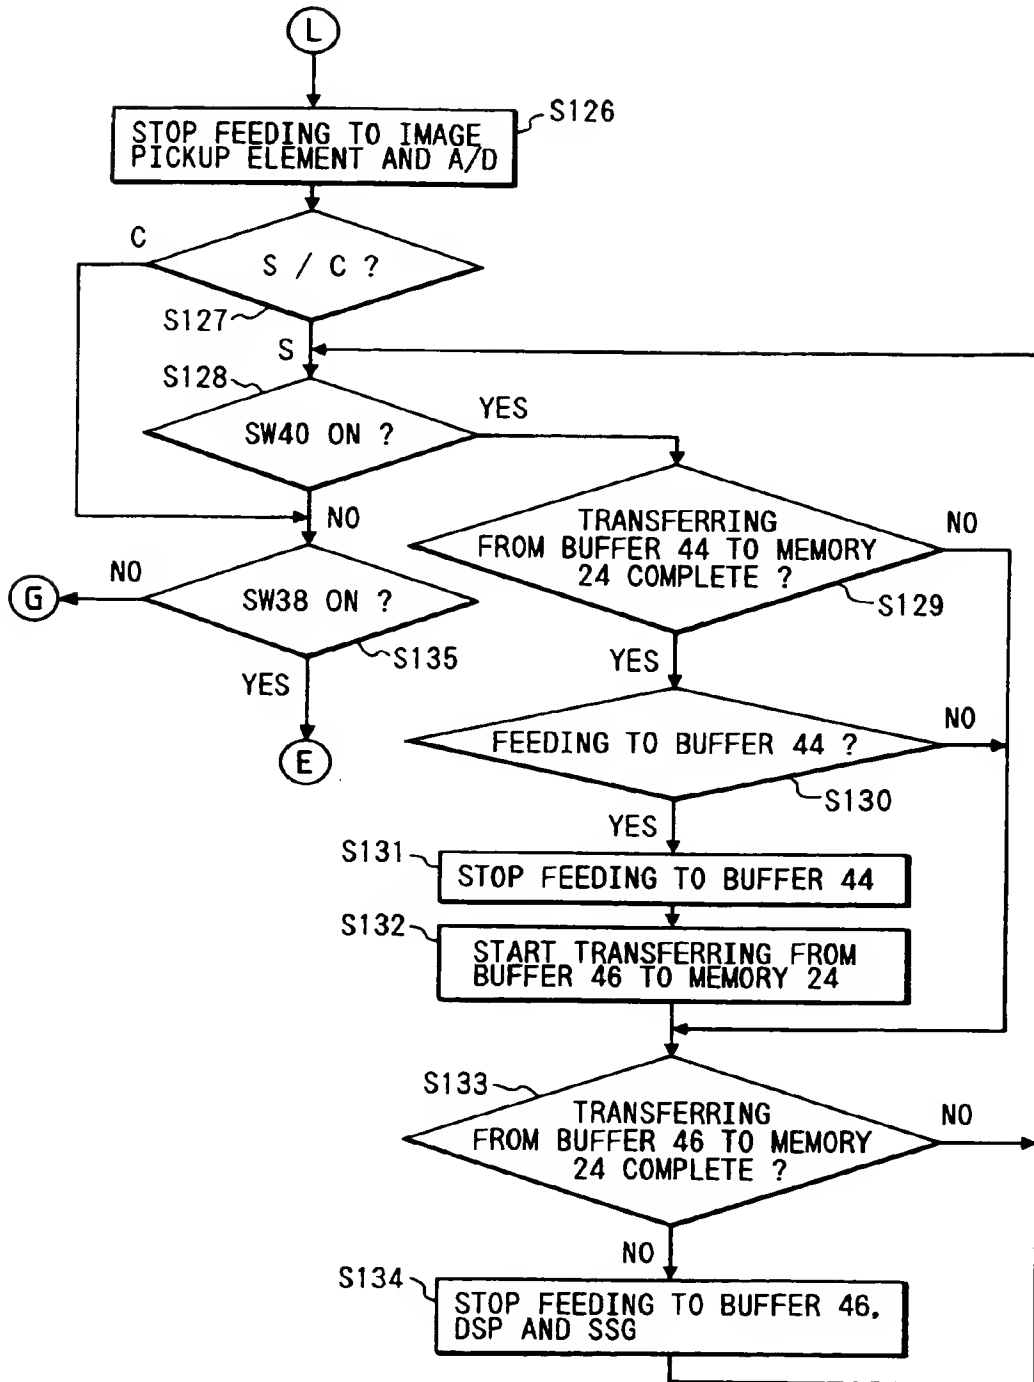 L
STOP FEEDING TO IMAGE
PICKUP ELEMENT AND A/D
S126
C
S / C ?
S127
S
S128
SW40 ON ?
YES
NO
TRANSFERRING
FROM BUFFER 44 TO MEMORY
24 COMPLETE ?
NO
S129
G
NO
SW38 ON ?
S135
YES
E
YES
FEEDING TO BUFFER 44 ?
NO
S130
YES
S131
STOP FEEDING TO BUFFER 44
S132
START TRANSFERRING FROM
BUFFER 46 TO MEMORY 24
S133
TRANSFERRING
FROM BUFFER 46 TO MEMORY
24 COMPLETE ?
NO
NO
S134
STOP FEEDING TO BUFFER 46,
DSP AND SSG